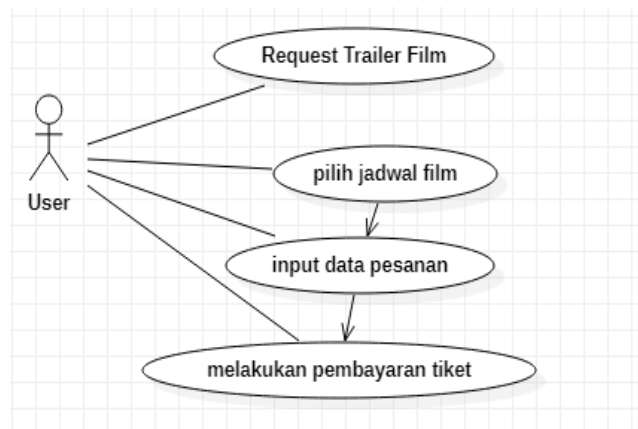 Request Trailer Film
pilih jadwal film
User
input data pesanan
melakukan pembayaran tiket